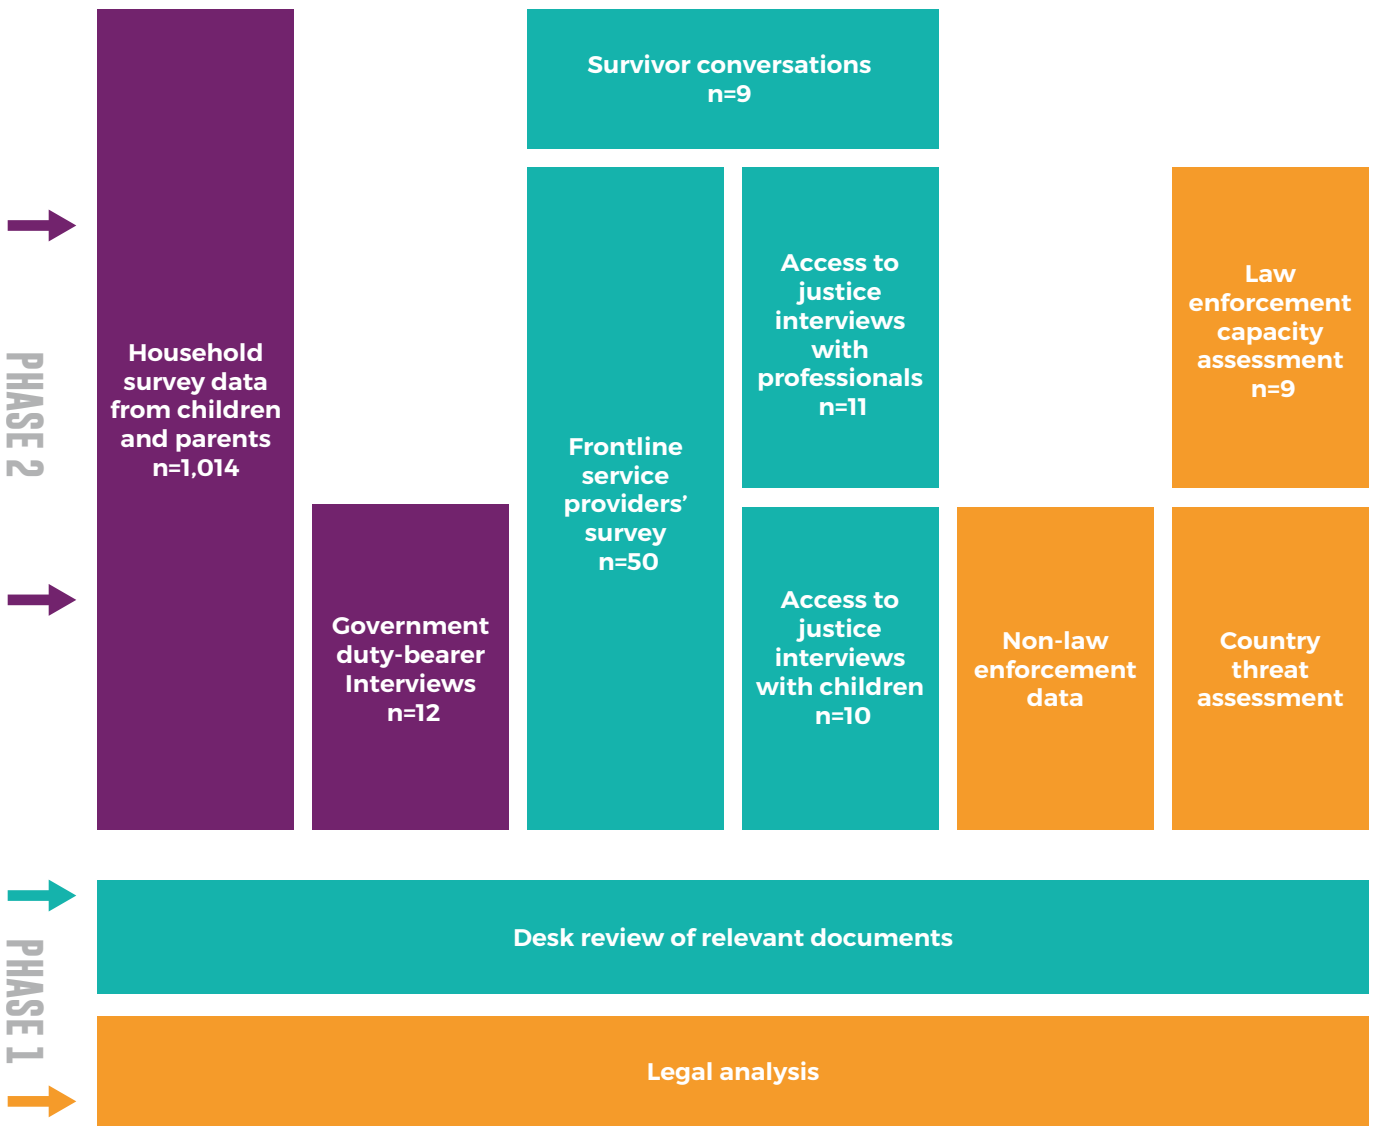 Survivor conversations
n=9
PHASE 2
Household
survey data
from children
and parents
n=1,014
Government
duty-bearer
Interviews
n=12
Frontline
service
providers’
survey
n=50
Access to
justice
interviews
with
professionals
n=11
Access to
justice
interviews
with children
n=10
Non-law
enforcement
data
Law
enforcement
capacity
assessment
n=9
Country
threat
assessment
PHASE 1
Desk review of relevant documents
Legal analysis